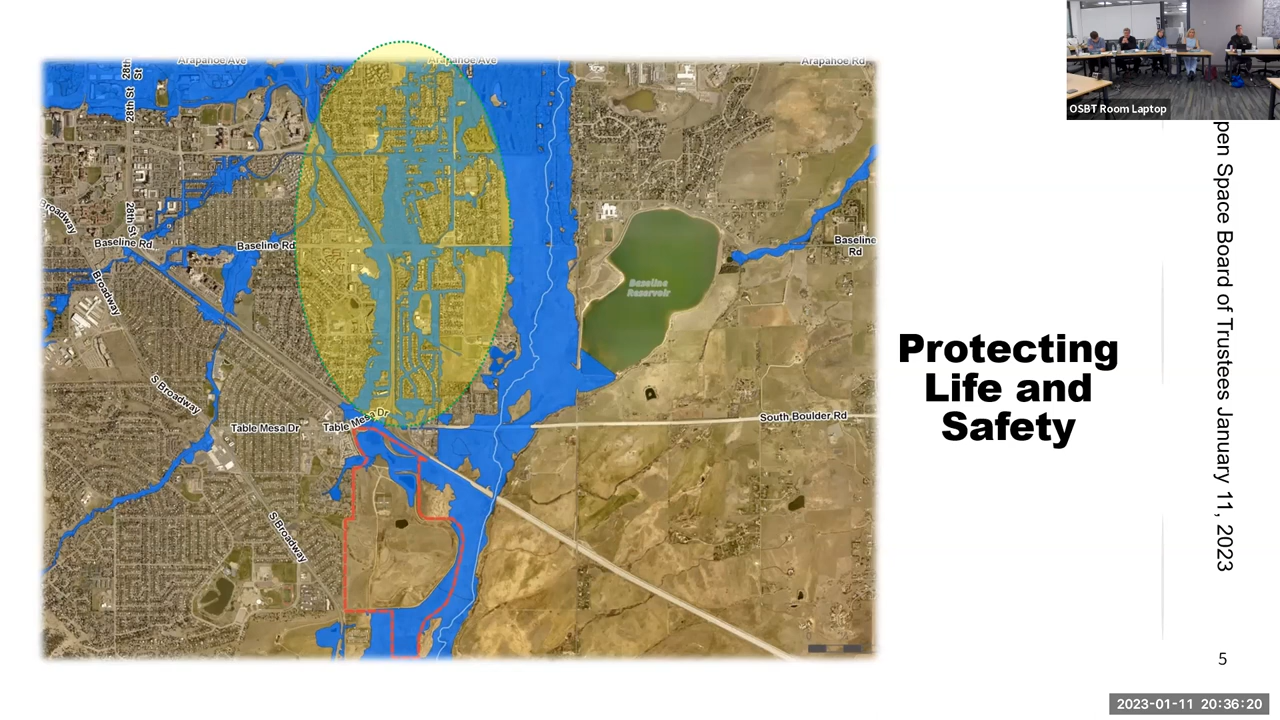 Arapahoe Ave
Arapahoe Ave
Arapahoe Rd
28th St
28th St
28th St
Broadway
Baseline Rd
Baseline Rd
Baseline
Rd
Broadway
Baseline
Reservoir
S Broadway
Table Mesa Dr
Table Mesa Dr
South Boulder Rd
S Broadway
Protecting
Life and
Safety
OSBT Room Laptop
pen Space Board of Trustees January 11, 2023
5
2023-01-11 20:36:20